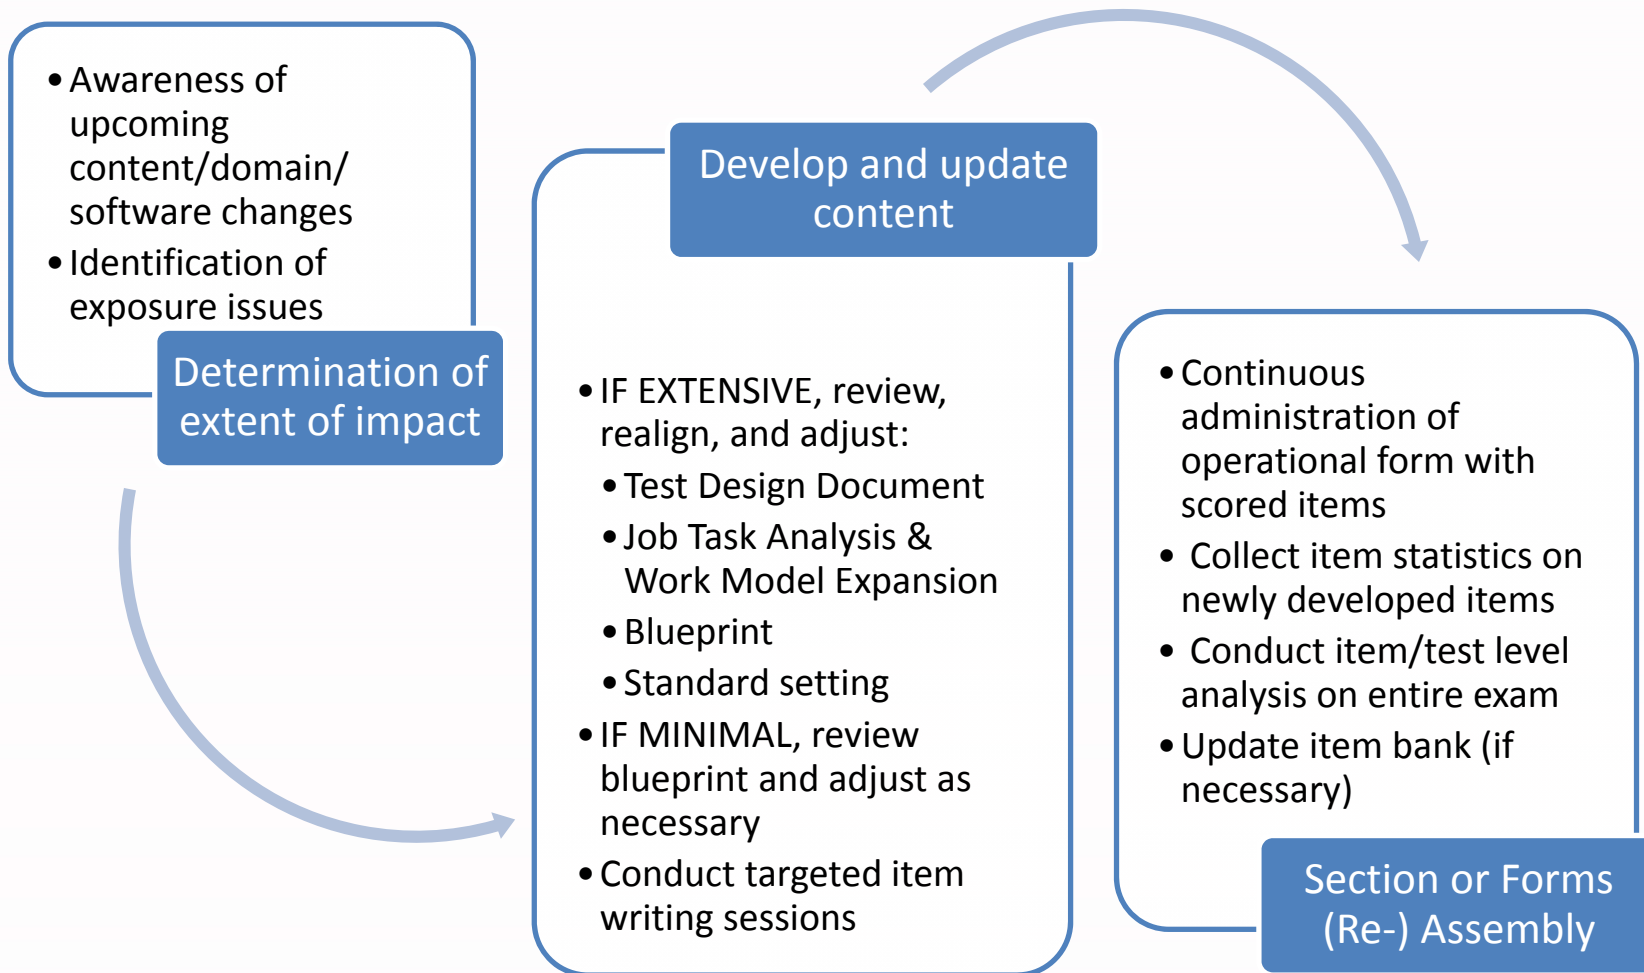 •Awareness of
upcoming
content/domain/
software changes
•Identification of
exposure issues
Determination of
extent of impact
Develop and update
content
•IF EXTENSIVE, review,
realign, and adjust:
•Test Design Document
•Job Task Analysis &
Work Model Expansion
•Blueprint
•Standard setting
•IF MINIMAL, review
blueprint and adjust as
necessary
•Conduct targeted item
writing sessions
•Continuous
administration of
operational form with
scored items
• Collect item statistics on
newly developed items
• Conduct item/test level
analysis on entire exam
•Update item bank (if
necessary)
Section or Forms
(Re-) Assembly